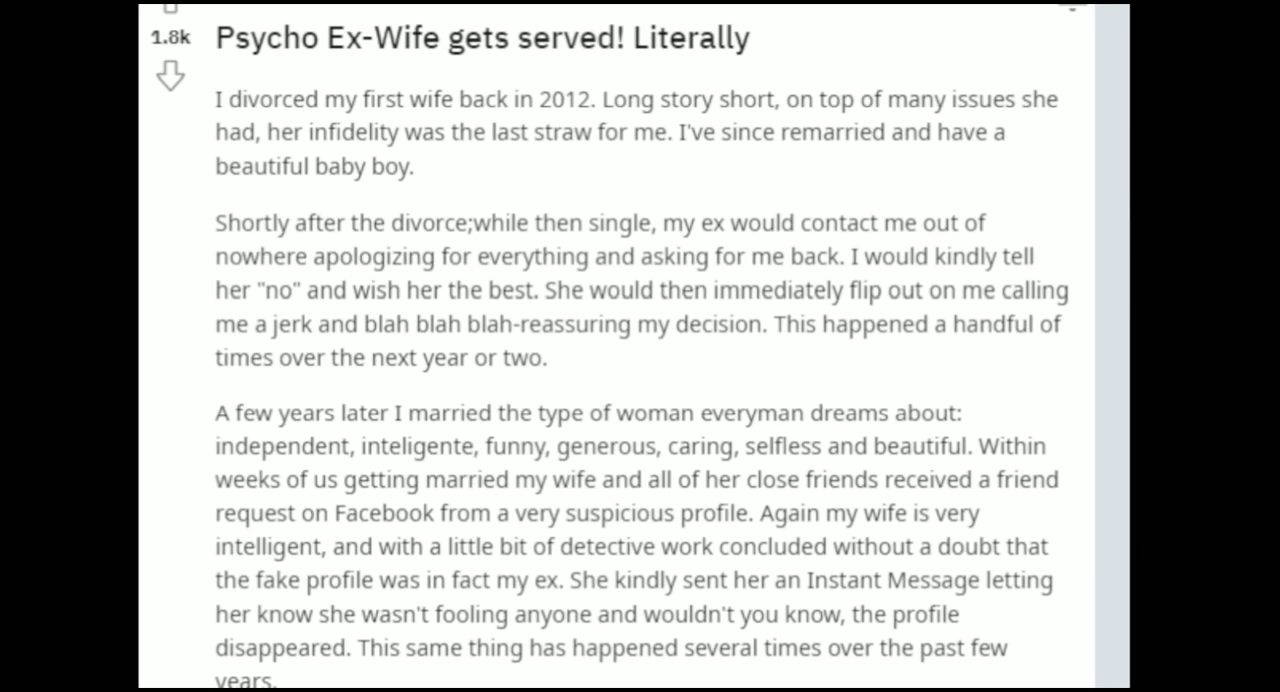 1.8k
Psycho Ex-Wife gets served! Literally
I divorced my first wife back in 2012. Long story short, on top of many issues she
had, her infidelity was the last straw for me. I've since remarried and have a
beautiful baby boy.
Shortly after the divorce;while then single, my ex would contact me out of
nowhere apologizing for everything and asking for me back. I would kindly tell
her "no" and wish her the best. She would then immediately flip out on me calling
me a jerk and blah blah blah-reassuring my decision. This happened a handful of
times over the next year or two.
A few years later I married the type of woman everyman dreams about:
independent, inteligente, funny, generous, caring, selfless and beautiful. Within
weeks of us getting married my wife and all of her close friends received a friend
request on Facebook from a very suspicious profile. Again my wife is very
intelligent, and with a little bit of detective work concluded without a doubt that
the fake profile was in fact my ex. She kindly sent her an Instant Message letting
her know she wasn't fooling anyone and wouldn't you know, the profile
disappeared. This same thing has happened several times over the past few
years.